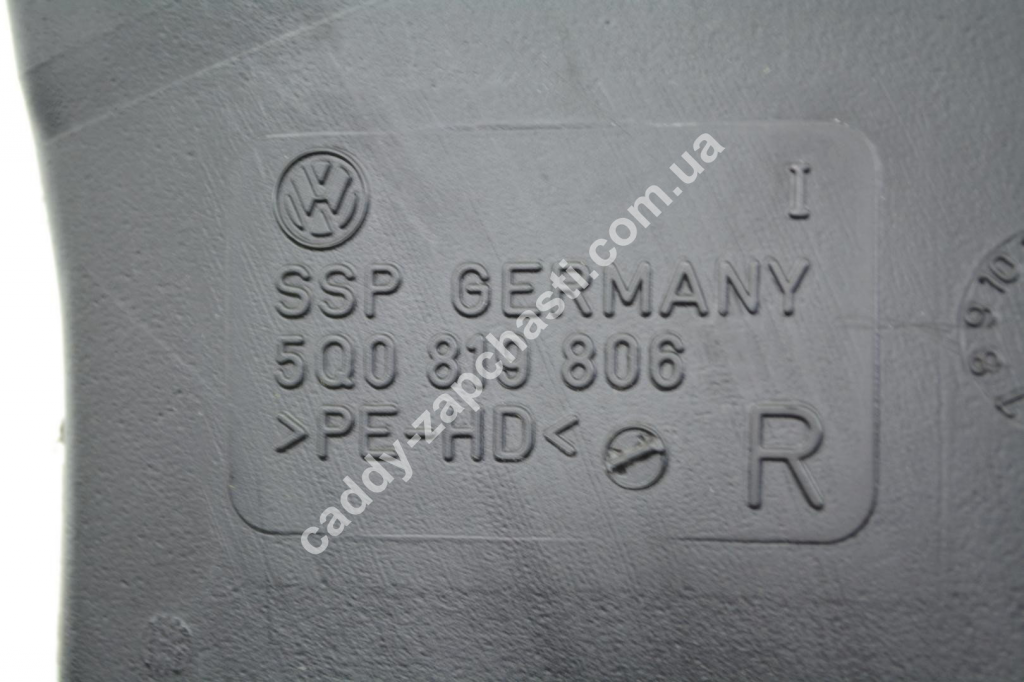 VW I
SSP GERMANY
5Q0 819 806
>PE-HD< R
caddy-zapchasti.com.ua